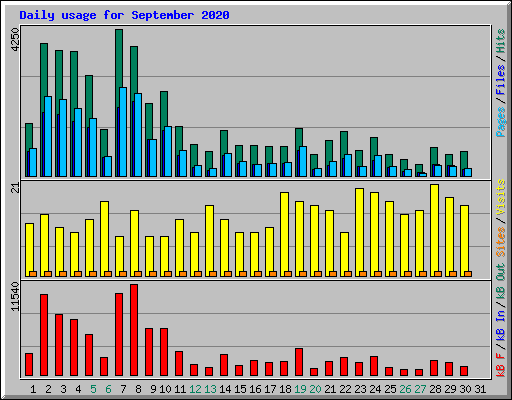 Daily usage for September 2020
4250
Pages / Files / Hits
21
Sites / Visits
11540
kB F / kB In / kB Out
1 2 3 4 5 6 7 8 9 10 11 12 13 14 15 16 17 18 19 20 21 22 23 24 25 26 27 28 29 30 31